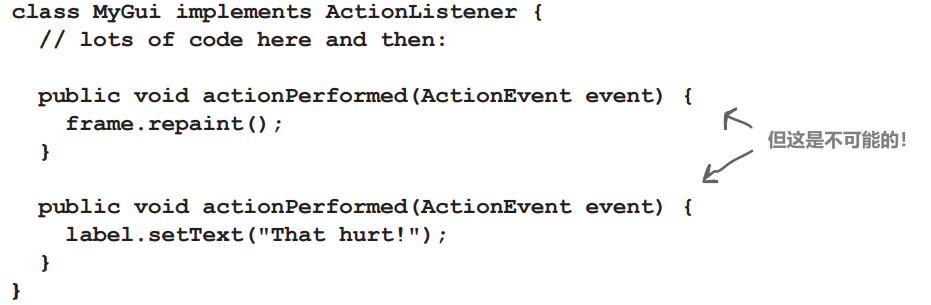 class MyGui implements ActionListener {
// lots of code here and then:
public void actionPerformed(ActionEvent event) {
frame.repaint();
}
但这是不可能的!
public void actionPerformed(ActionEvent event) {
label.setText("That hurt!");
}
}